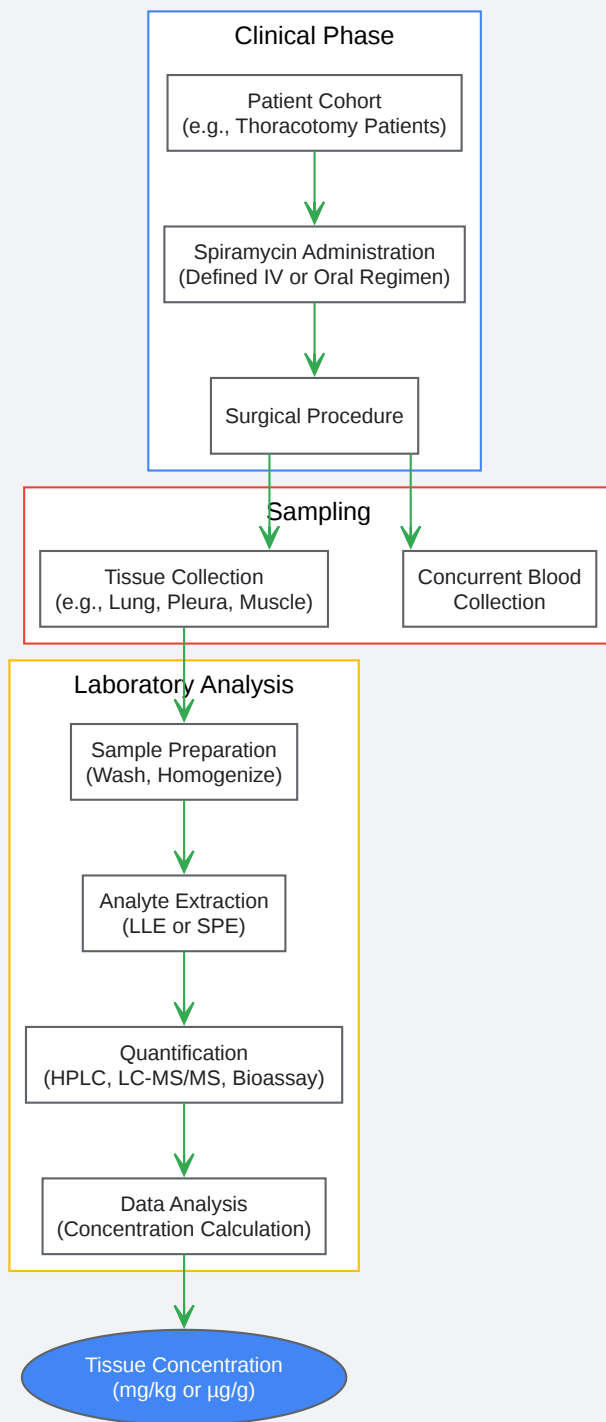 Clinical Phase
Patient Cohort
(e.g., Thoracotomy Patients)
Spiramycin Administration
(Defined IV or Oral Regimen)
Surgical Procedure
Sampling
Tissue Collection
(e.g., Lung, Pleura, Muscle)
Concurrent Blood
Collection
Laboratory Analysis
Sample Preparation
(Wash, Homogenize)
Analyte Extraction
(LLE or SPE)
Quantification
(HPLC, LC-MS/MS, Bioassay)
Data Analysis
(Concentration Calculation)
Tissue Concentration
(mg/kg or µg/g)